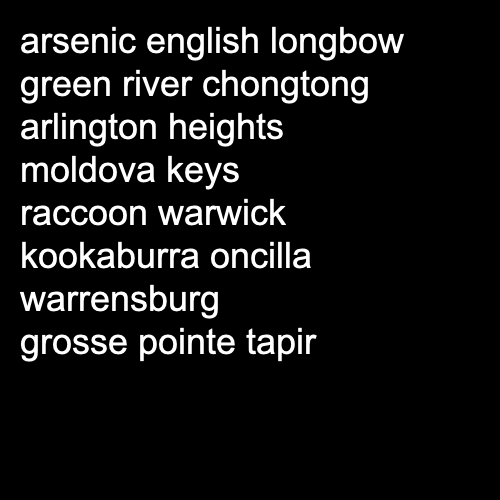 arsenic english longbow
green river chongtong
arlington heights
moldova keys
raccoon warwick
kookaburra oncilla
warrensburg
grosse pointe tapir